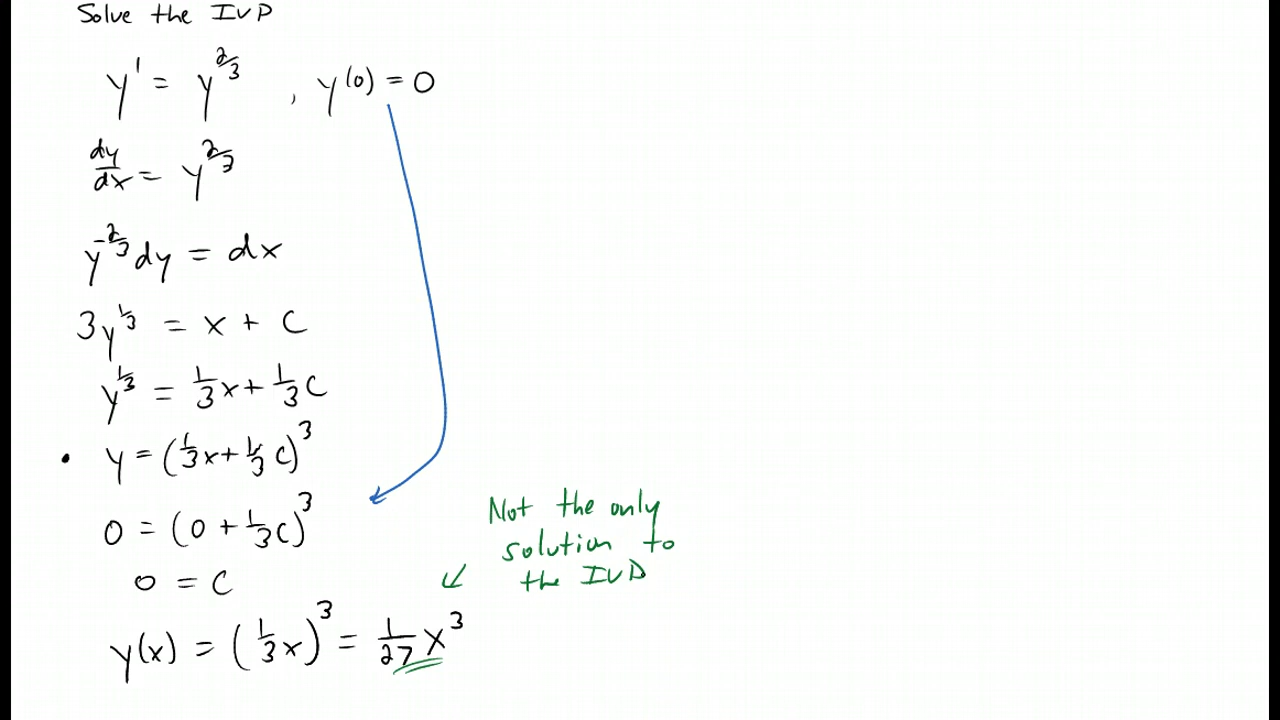 Solve the IVP
y' = y^(2/3) , y(0) = 0
dy/dx = y^(2/3)
y^(-2/3) dy = dx
3y^(1/3) = x + C
y^(1/3) = 1/3 x + 1/3 C
• y = (1/3 x + 1/3 C)^3
0 = (0 + 1/3 C)^3
0 = C
y(x) = (1/3 x)^3 = 1/27 x^3
Not the only
solution to
the IVP